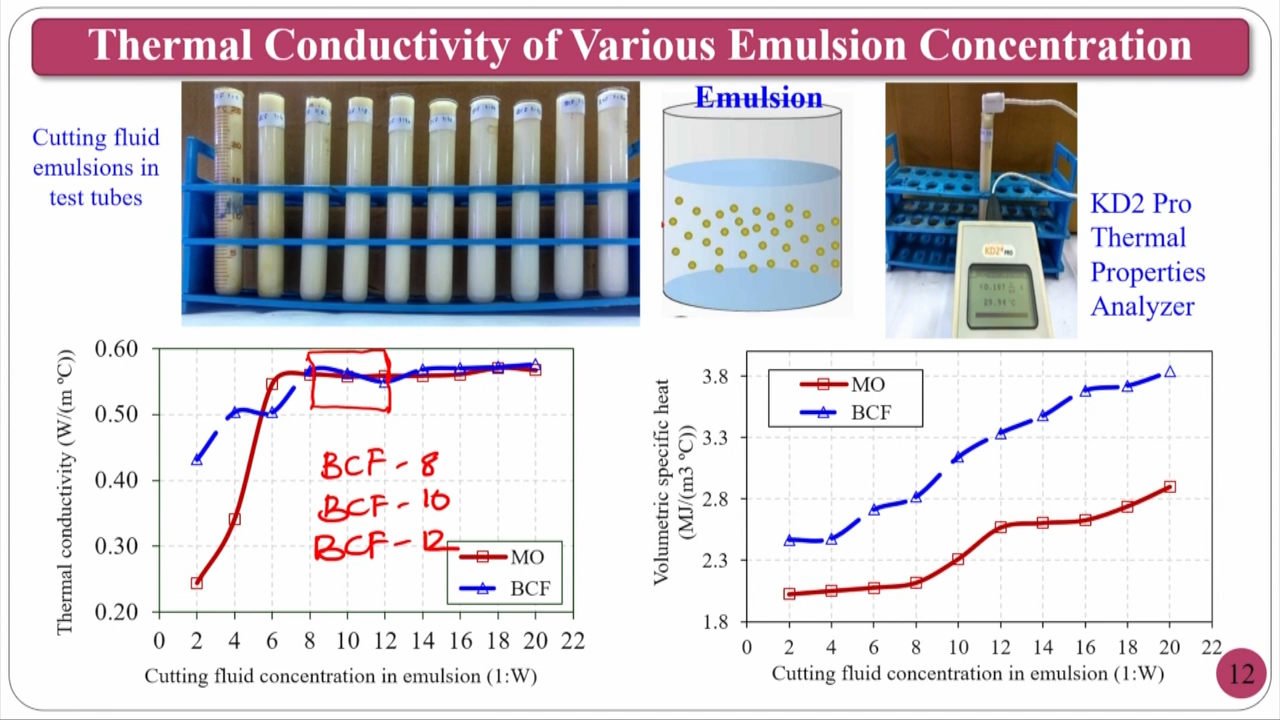 Thermal Conductivity of Various Emulsion Concentration
Cutting fluid
emulsions in
test tubes
Emulsion
KD2 Pro
Thermal
Properties
Analyzer
KD2 PRO
Thermal conductivity (W/(m ºC))
0.60
0.50
0.40
0.30
0.20
0 2 4 6 8 10 12 14 16 18 20 22
Cutting fluid concentration in emulsion (1:W)
BCF - 8
BCF - 10
BCF - 12
MO
BCF
Volumetric specific heat
(MJ/(m3 ºC))
3.8
3.3
2.8
2.3
1.8
0 2 4 6 8 10 12 14 16 18 20 22
Cutting fluid concentration in emulsion (1:W)
MO
BCF
12